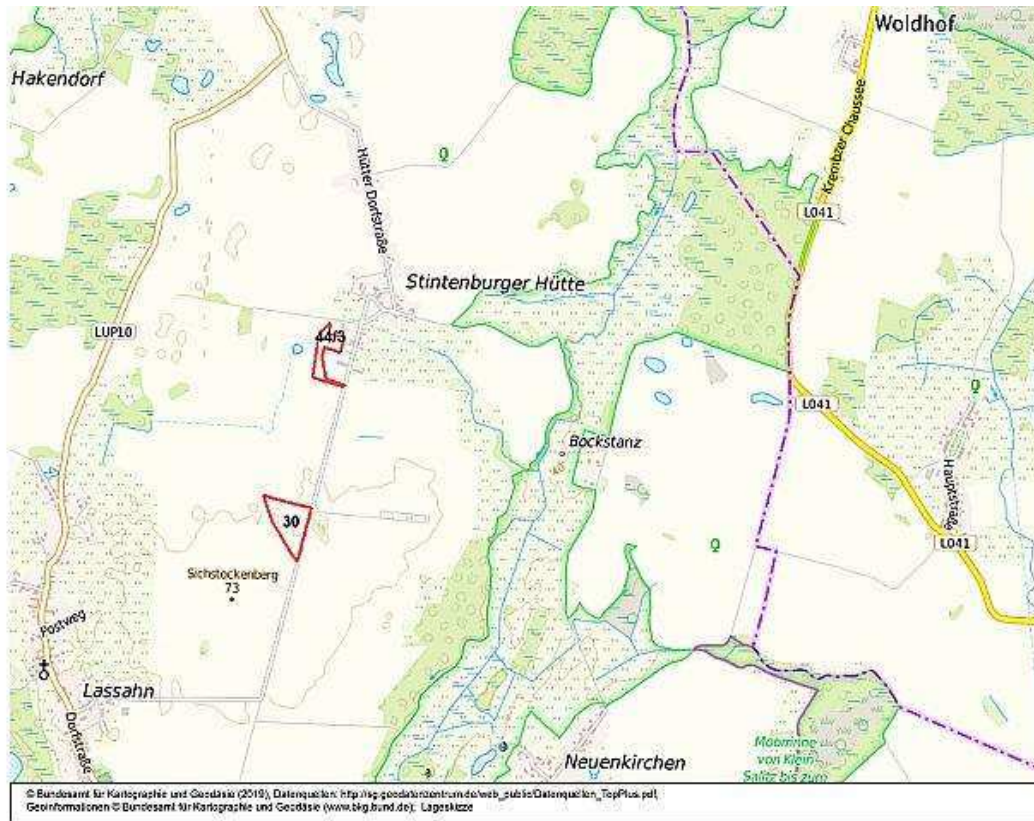 Woldhof
Hakendorf
Krembzer Chaussee
Hütter Dorfstraße
L041
Stintenburger Hütte
LUP10
44/3
L041
Bockstanz
Hauptstraße
30
L041
Sichstockenberg
73
Postweg
Lassahn
Dorfstraße
Neuenkirchen
Moorrinne
von Klein
Salitz bis zum
© Bundesamt für Kartographie und Geodäsie (2019), Datenquellen: http://sg.geodatenzentrum.de/web_public/Datenquellen_TopPlus.pdf,
Geoinformationen © Bundesamt für Kartographie und Geodäsie (www.bkg.bund.de); Lageskizze